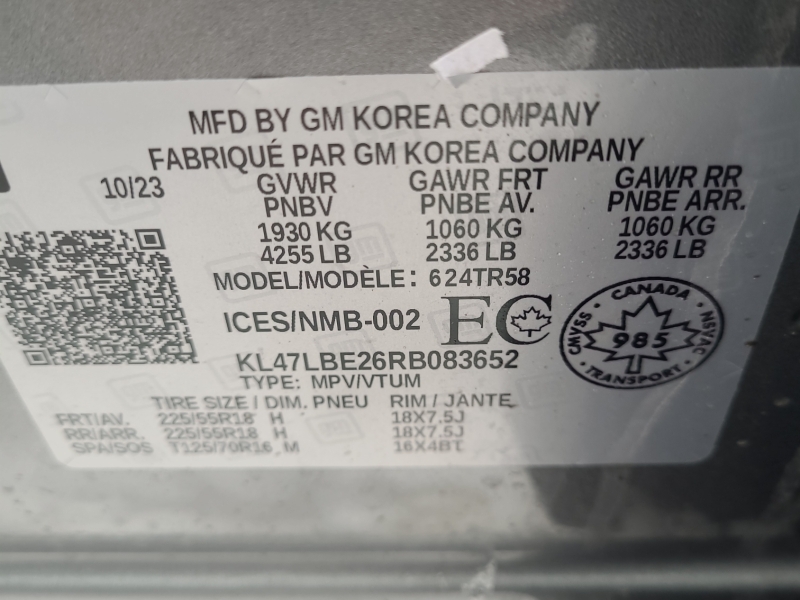 MFD BY GM KOREA COMPANY
FABRIQUÉ PAR GM KOREA COMPANY
10/23 GVWR GAWR FRT GAWR RR
PNBV PNBE AV. PNBE ARR.
1930 KG 1060 KG 1060 KG
4255 LB 2336 LB 2336 LB
MODEL/MODÈLE: 624TR58
ICES/NMB-002 EC
CANADA
CMVSS 985 NSVAC
TRANSPORT
KL47LBE26RB083652
TYPE: MPV/VTUM
TIRE SIZE / DIM. PNEU RIM / JANTE
FRT/AV. 225/55R18 H 18X7.5J
RR/ARR. 225/55R18 H 18X7.5J
SPA/SOS T125/70R16 M 16X4BT